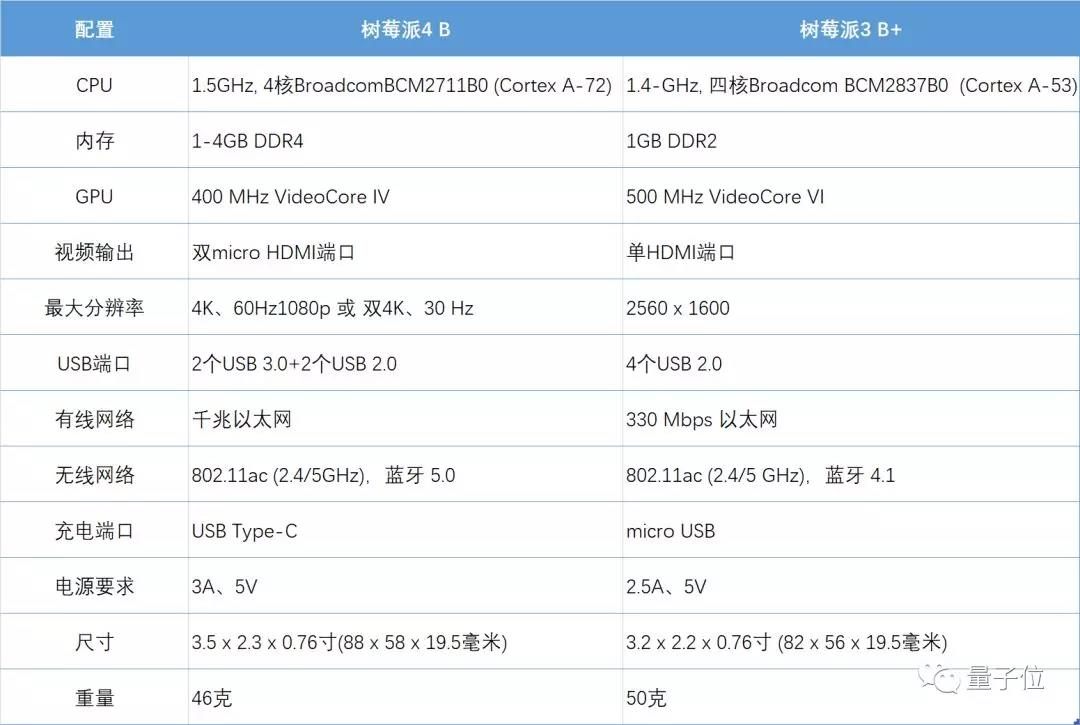 配置 树莓派4 B 树莓派3 B+
CPU 1.5GHz, 4核BroadcomBCM2711B0 (Cortex A-72) 1.4-GHz, 四核Broadcom BCM2837B0 (Cortex A-53)
内存 1-4GB DDR4 1GB DDR2
GPU 400 MHz VideoCore IV 500 MHz VideoCore VI
视频输出 双micro HDMI端口 单HDMI端口
最大分辨率 4K、60Hz1080p 或 双4K、30 Hz 2560 x 1600
USB端口 2个USB 3.0+2个USB 2.0 4个USB 2.0
有线网络 千兆以太网 330 Mbps 以太网
无线网络 802.11ac (2.4/5GHz)，蓝牙 5.0 802.11ac (2.4/5 GHz)，蓝牙 4.1
充电端口 USB Type-C micro USB
电源要求 3A、5V 2.5A、5V
尺寸 3.5 x 2.3 x 0.76寸(88 x 58 x 19.5毫米) 3.2 x 2.2 x 0.76寸 (82 x 56 x 19.5毫米)
重量 46克 50克
量子位